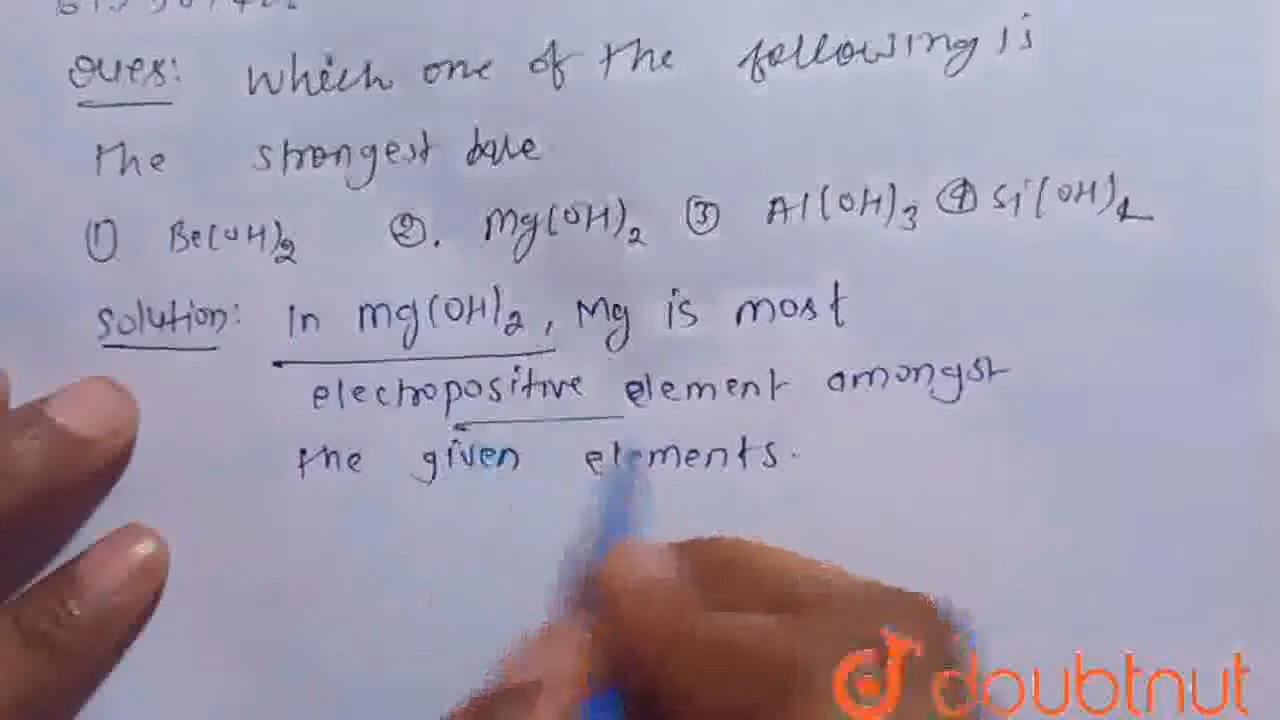 Ques: Which one of the following is
the strongest base
① Be(OH)2 ②. Mg(OH)2 ③ Al(OH)3 ④ Si(OH)4
Solution: In mg(OH)2, Mg is most
electropositive element amongst
the given elements.
doubtnut